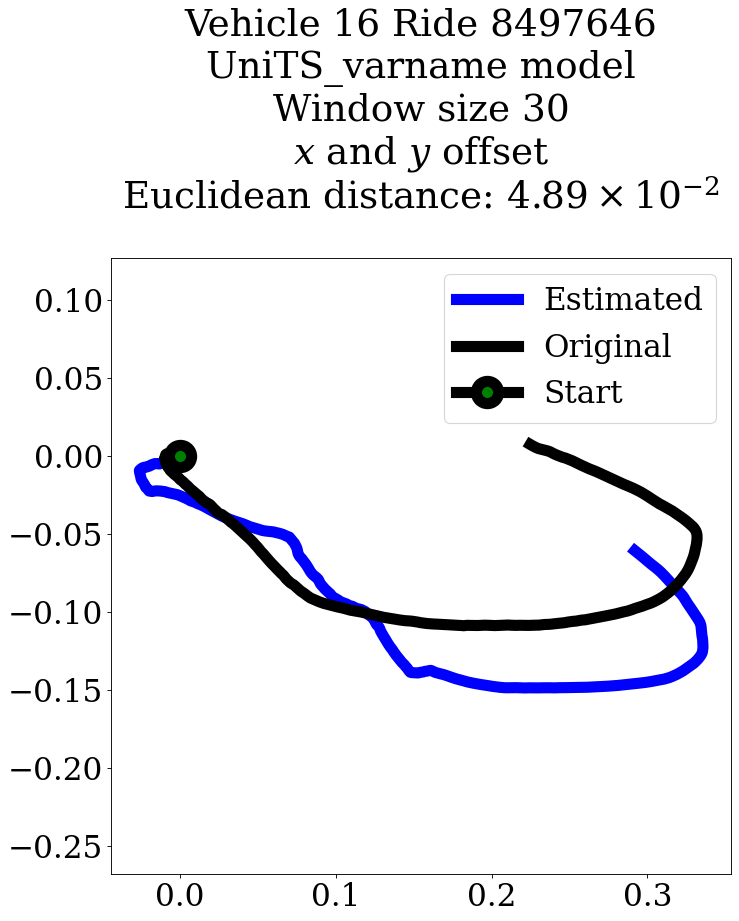 Vehicle 16 Ride 8497646
UniTS_varname model
Window size 30
x and y offset
Euclidean distance: 4.89 × 10⁻²
Estimated
Original
Start
0.10
0.05
0.00
−0.05
−0.10
−0.15
−0.20
−0.25
0.0 0.1 0.2 0.3